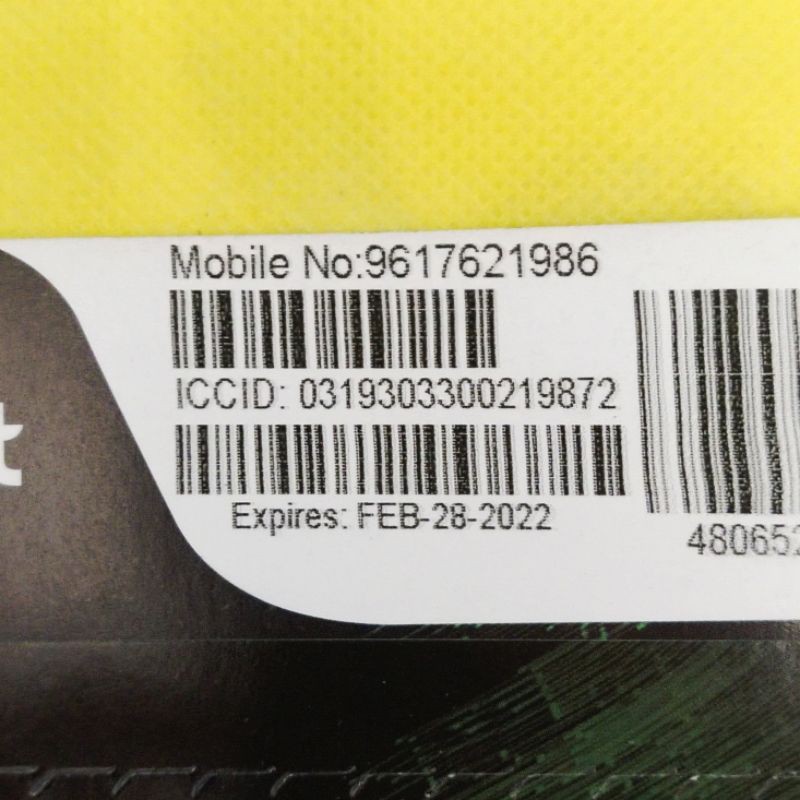 Mobile No:9617621986
ICCID: 0319303300219872
Expires: FEB-28-2022
480652
t